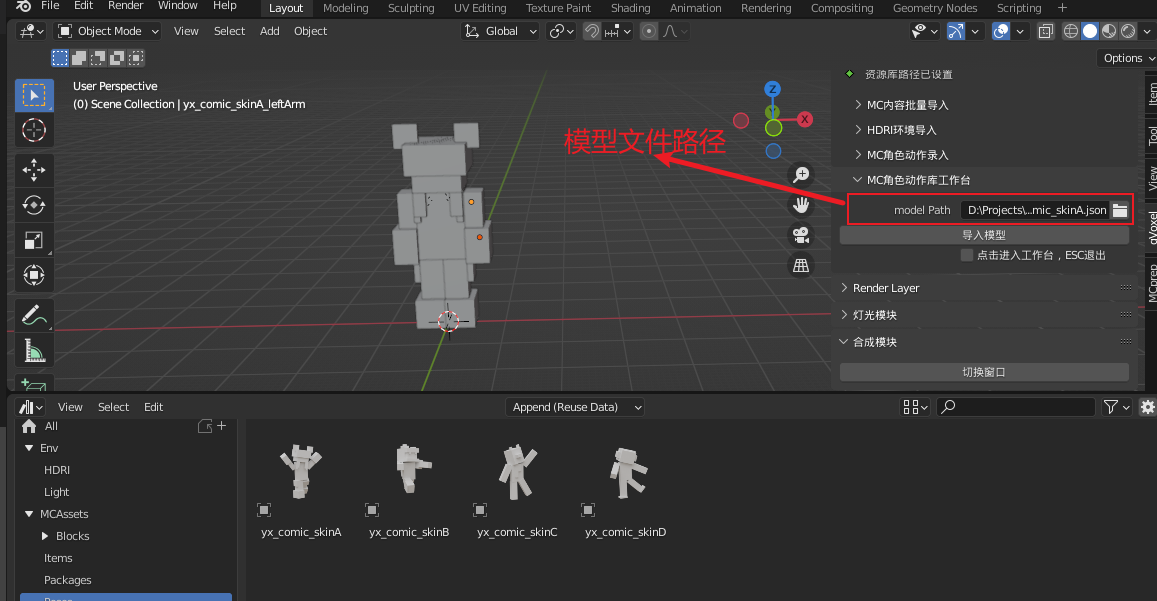 File Edit Render Window Help Layout Modeling Sculpting UV Editing Texture Paint Shading Animation Rendering Compositing Geometry Nodes Scripting +
Object Mode View Select Add Object Global
Options
User Perspective
(0) Scene Collection | yx_comic_skinA_leftArm
Z
Y
X
模型文件路径
资源库路径已设置
MC内容批量导入
HDRI环境导入
MC角色动作录入
MC角色动作库工作台
model Path D:\Projects\...mic_skinA.json
导入模型
点击进入工作台，ESC退出
Render Layer
灯光模块
合成模块
切换窗口
Item
Tool
View
MCprep
View Select Edit Append (Reuse Data)
All
Env
HDRI
Light
MCAssets
Blocks
Items
Packages
yx_comic_skinA yx_comic_skinB yx_comic_skinC yx_comic_skinD